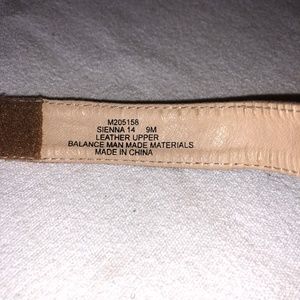 M205158
SIENNA 14 9M
LEATHER UPPER
BALANCE MAN MADE MATERIALS
MADE IN CHINA